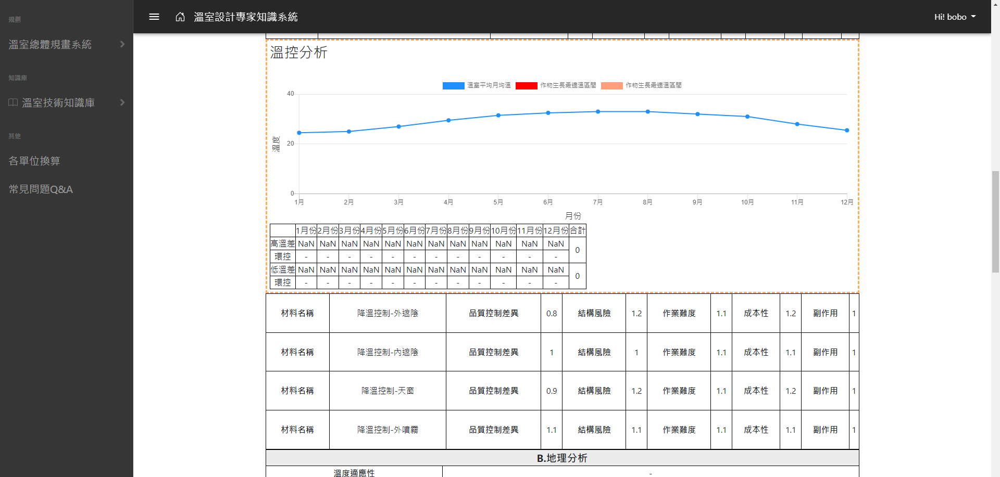 規劃
溫室總體規畫系統
知識庫
溫室技術知識庫
其他
各單位換算
常見問題Q&A
溫室設計專家知識系統
Hi! bobo
溫控分析
溫室平均月均溫 作物生長最適溫區間 作物生長最適溫區間
40
20
0
溫度
1月 2月 3月 4月 5月 6月 7月 8月 9月 10月 11月 12月
月份
1月份 2月份 3月份 4月份 5月份 6月份 7月份 8月份 9月份 10月份 11月份 12月份 合計
高溫差 NaN NaN NaN NaN NaN NaN NaN NaN NaN NaN NaN NaN 0
環控 - - - - - - - - - - - -
低溫差 NaN NaN NaN NaN NaN NaN NaN NaN NaN NaN NaN NaN 0
環控 - - - - - - - - - - - -
材料名稱 降溫控制-外遮陰 品質控制差異 0.8 結構風險 1.2 作業難度 1.1 成本性 1.2 副作用 1
材料名稱 降溫控制-內遮陰 品質控制差異 1 結構風險 1 作業難度 1.1 成本性 1.1 副作用 1
材料名稱 降溫控制-天窗 品質控制差異 0.9 結構風險 1.2 作業難度 1.1 成本性 1.2 副作用 1
材料名稱 降溫控制-外噴霧 品質控制差異 1.1 結構風險 1.1 作業難度 1.1 成本性 1.1 副作用 1
B.地理分析
溫度適應性 -